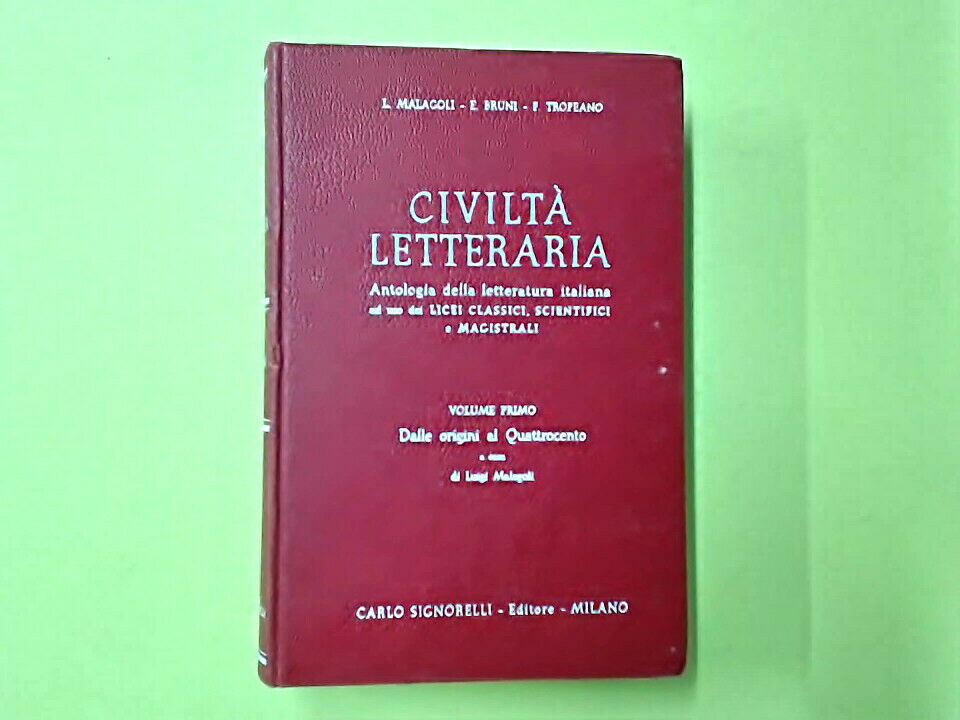 L. MALAGOLI - E. BRUNI - F. TROPEANO
CIVILTÀ
LETTERARIA
Antologia della letteratura italiana
ad uso dei LICEI CLASSICI, SCIENTIFICI
e MAGISTRALI
VOLUME PRIMO
Dalle origini al Quattrocento
a cura
di Luigi Malagoli
CARLO SIGNORELLI - Editore - MILANO